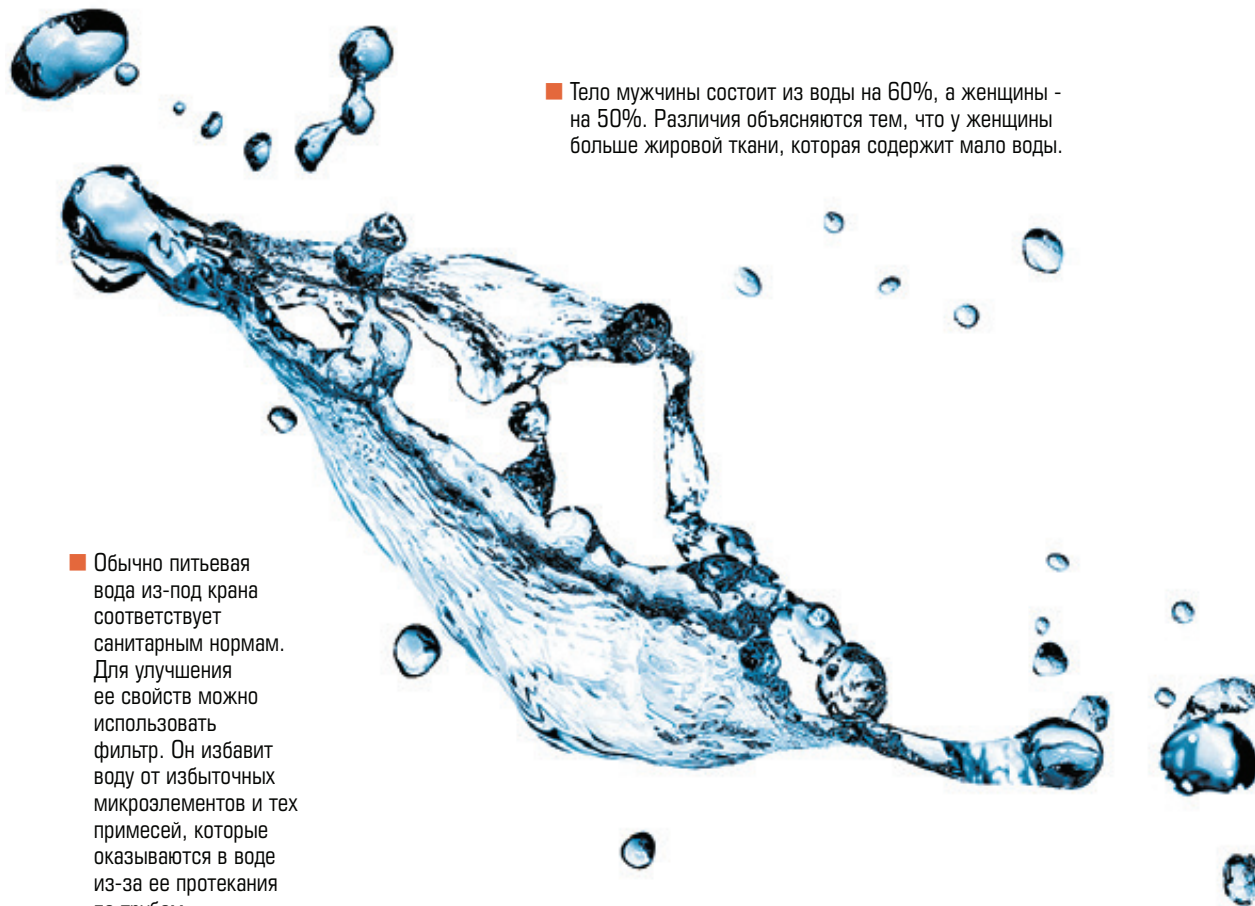 Тело мужчины состоит из воды на 60%, а женщины -
на 50%. Различия объясняются тем, что у женщины
больше жировой ткани, которая содержит мало воды.
Обычно питьевая
вода из-под крана
соответствует
санитарным нормам.
Для улучшения
ее свойств можно
использовать
фильтр. Он избавит
воду от избыточных
микроэлементов и тех
примесей, которые
оказываются в воде
из-за ее протекания
по трубам